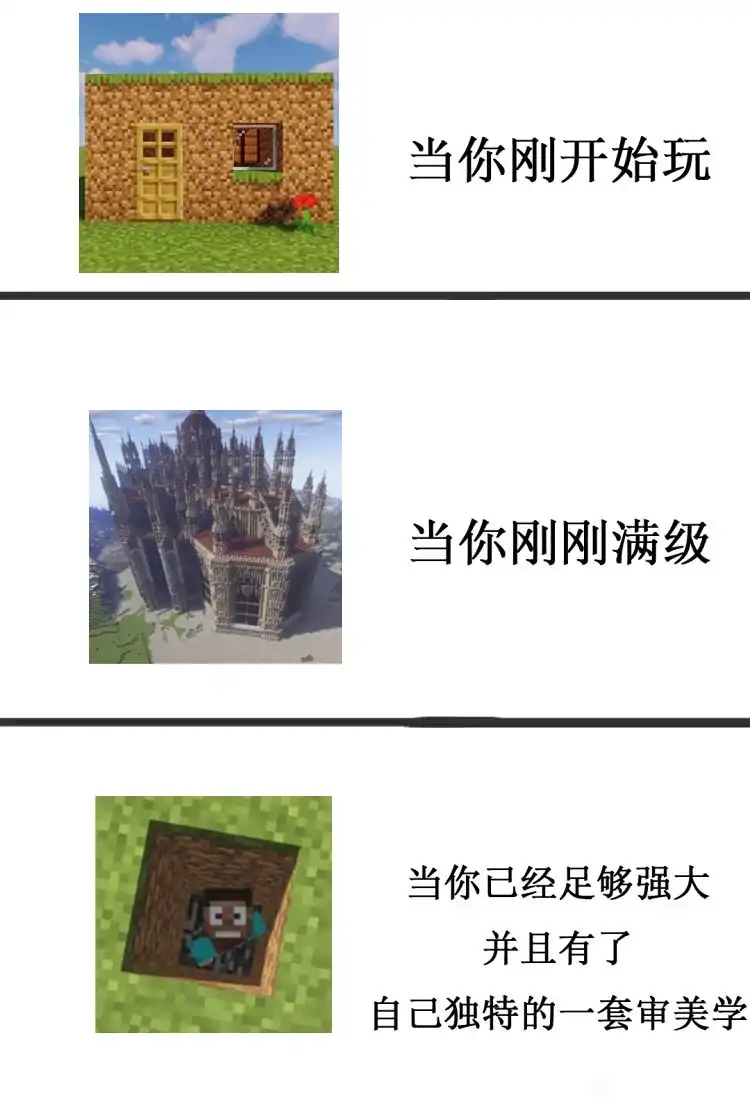 当你刚开始玩
当你刚刚满级
当你已经足够强大
并且有了
自己独特的一套审美学